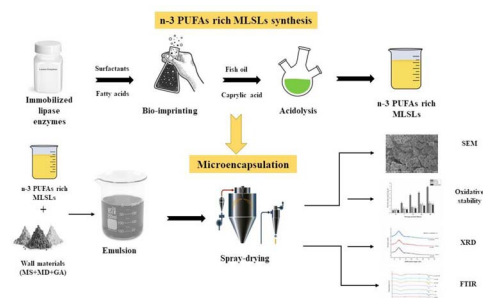 n-3 PUFAs rich MLSLs synthesis
Surfactants
Fatty acids
Fish oil
Caprylic acid
Immobilized
lipase
enzymes
Bio-imprinting
Acidolysis
n-3 PUFAs rich
MLSLs
Microencapsulation
n-3 PUFAs rich
MLSLs
+
Wall materials
(MS+MD+GA)
Emulsion
Spray-drying
SEM
Oxidative
stability
XRD
FTIR